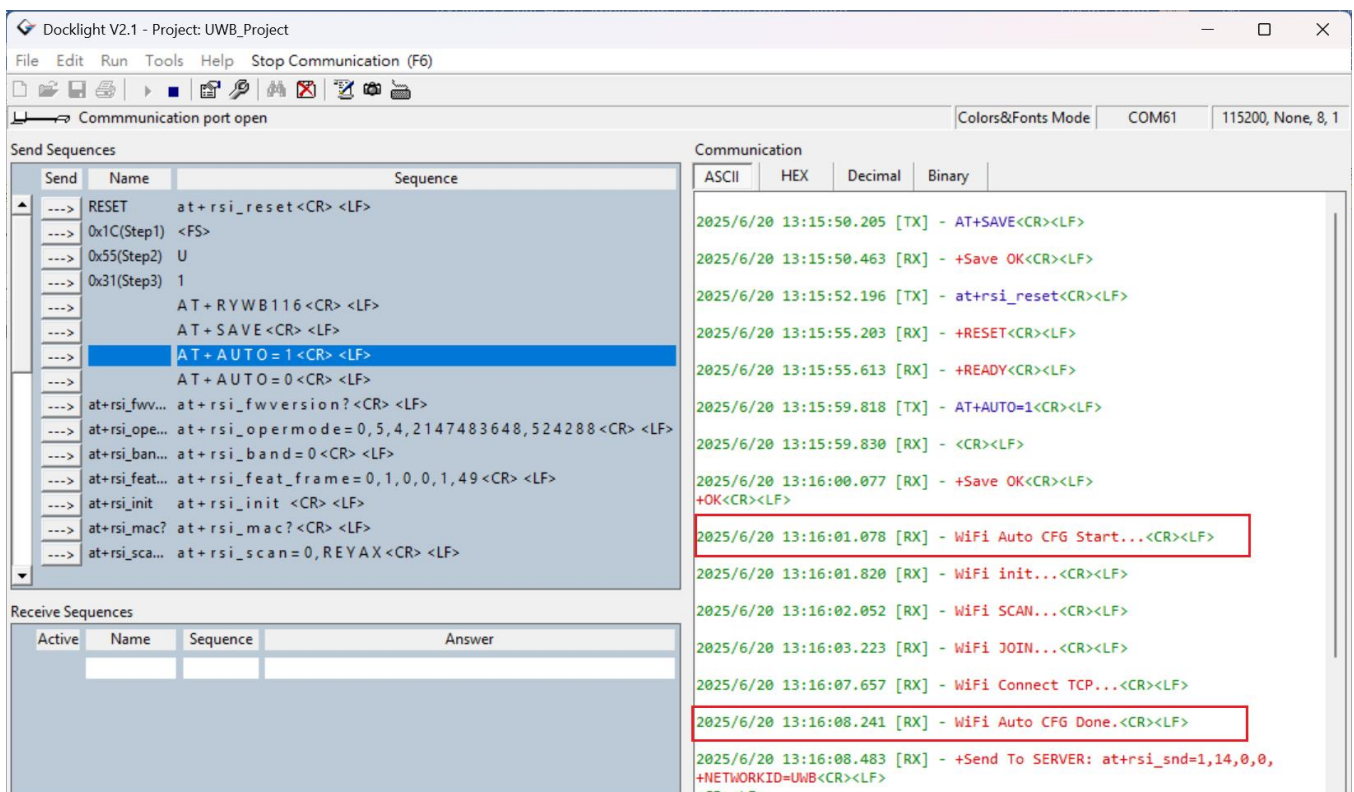 Docklight V2.1 - Project: UWB_Project
File Edit Run Tools Help Stop Communication (F6)
Commmunication port open
Colors&Fonts Mode COM61 115200, None, 8, 1
Send Sequences
Send Name Sequence
---> RESET at+rsi_reset<CR><LF>
---> 0x1C(Step1) <FS>
---> 0x55(Step2) U
---> 0x31(Step3) 1
---> AT+RYWB116<CR><LF>
---> AT+SAVE<CR><LF>
---> AT+AUTO=1<CR><LF>
---> AT+AUTO=0<CR><LF>
---> at+rsi_fwv... at+rsi_fwversion?<CR><LF>
---> at+rsi_ope... at+rsi_opermode=0,5,4,2147483648,524288<CR><LF>
---> at+rsi_ban... at+rsi_band=0<CR><LF>
---> at+rsi_feat... at+rsi_feat_frame=0,1,0,0,1,49<CR><LF>
---> at+rsi_init at+rsi_init <CR><LF>
---> at+rsi_mac? at+rsi_mac?<CR><LF>
---> at+rsi_sca... at+rsi_scan=0,REYAX<CR><LF>
Receive Sequences
Active Name Sequence Answer
Communication
ASCII HEX Decimal Binary
2025/6/20 13:15:50.205 [TX] - AT+SAVE<CR><LF>
2025/6/20 13:15:50.463 [RX] - +Save OK<CR><LF>
2025/6/20 13:15:52.196 [TX] - at+rsi_reset<CR><LF>
2025/6/20 13:15:55.203 [RX] - +RESET<CR><LF>
2025/6/20 13:15:55.613 [RX] - +READY<CR><LF>
2025/6/20 13:15:59.818 [TX] - AT+AUTO=1<CR><LF>
2025/6/20 13:15:59.830 [RX] - <CR><LF>
2025/6/20 13:16:00.077 [RX] - +Save OK<CR><LF>
+OK<CR><LF>
2025/6/20 13:16:01.078 [RX] - WiFi Auto CFG Start...<CR><LF>
2025/6/20 13:16:01.820 [RX] - WiFi init...<CR><LF>
2025/6/20 13:16:02.052 [RX] - WiFi SCAN...<CR><LF>
2025/6/20 13:16:03.223 [RX] - WiFi JOIN...<CR><LF>
2025/6/20 13:16:07.657 [RX] - WiFi Connect TCP...<CR><LF>
2025/6/20 13:16:08.241 [RX] - WiFi Auto CFG Done.<CR><LF>
2025/6/20 13:16:08.483 [RX] - +Send To SERVER: at+rsi_snd=1,14,0,0,
+NETWORKID=UWB<CR><LF>